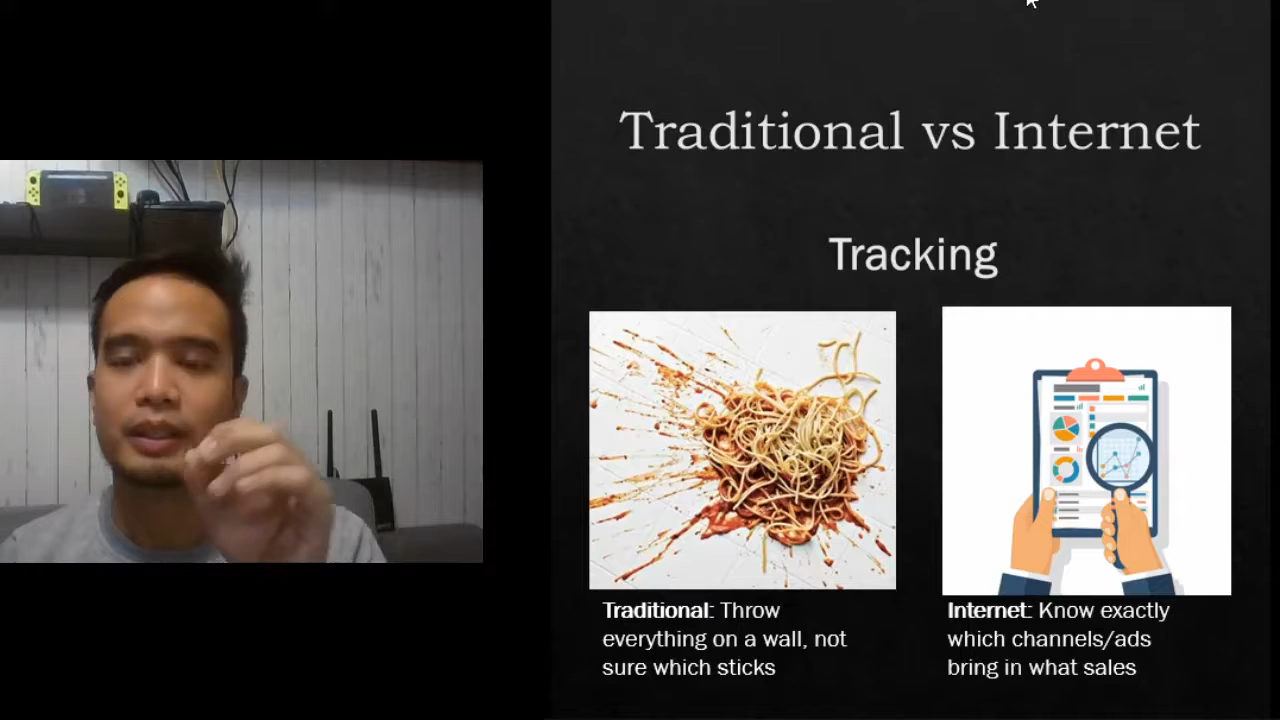 Traditional vs Internet
Tracking
Traditional: Throw
everything on a wall, not
sure which sticks
Internet: Know exactly
which channels/ads
bring in what sales